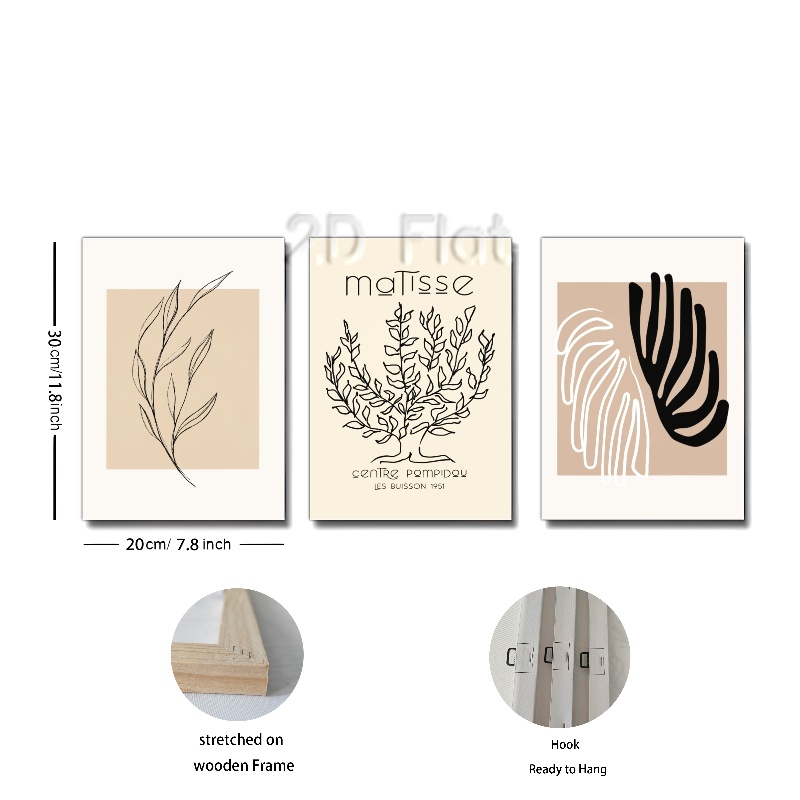 2D Flat
maTisse
CENTRE POMPIDOU
LES BUISSON 1951
30cm/11.8inch
20cm/ 7.8 inch
stretched on
wooden Frame
Hook
Ready to Hang